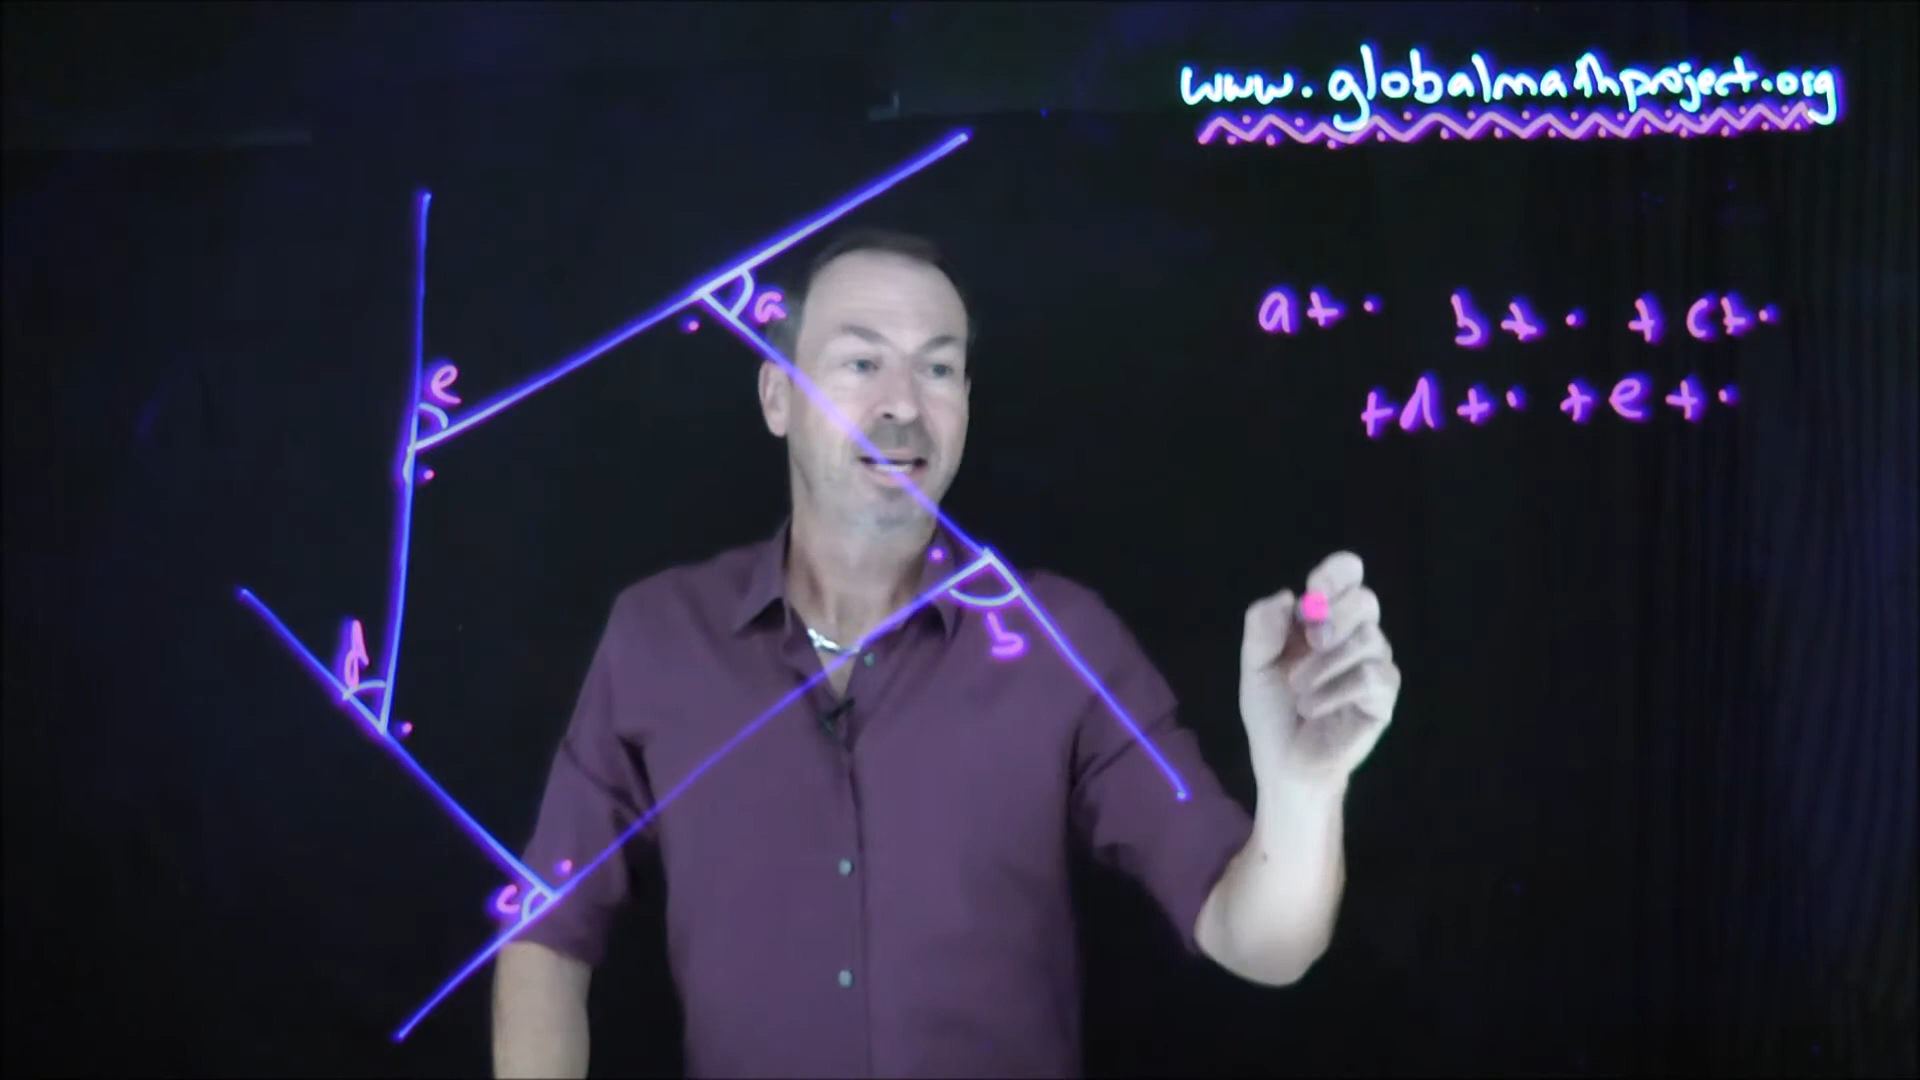 www.globalmathproject.org
a + · b + · + c + ·
+ d + · + e + ·
e
a
d
b
c